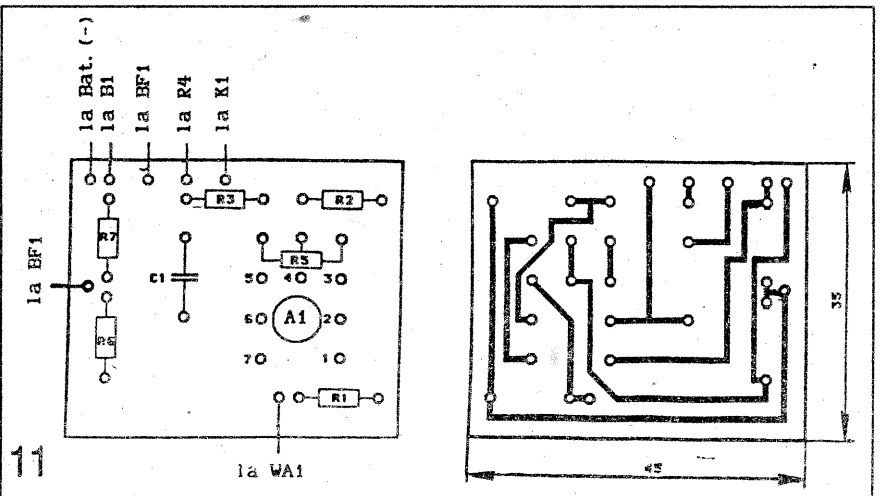 la Bat. (-)
la B1
la BF1
la R4
la K1
R3
R2
R7
R5
C1
5 4 3
la BF1
6 A1 2
R6
7 1
R1
la WA1
11
35
45